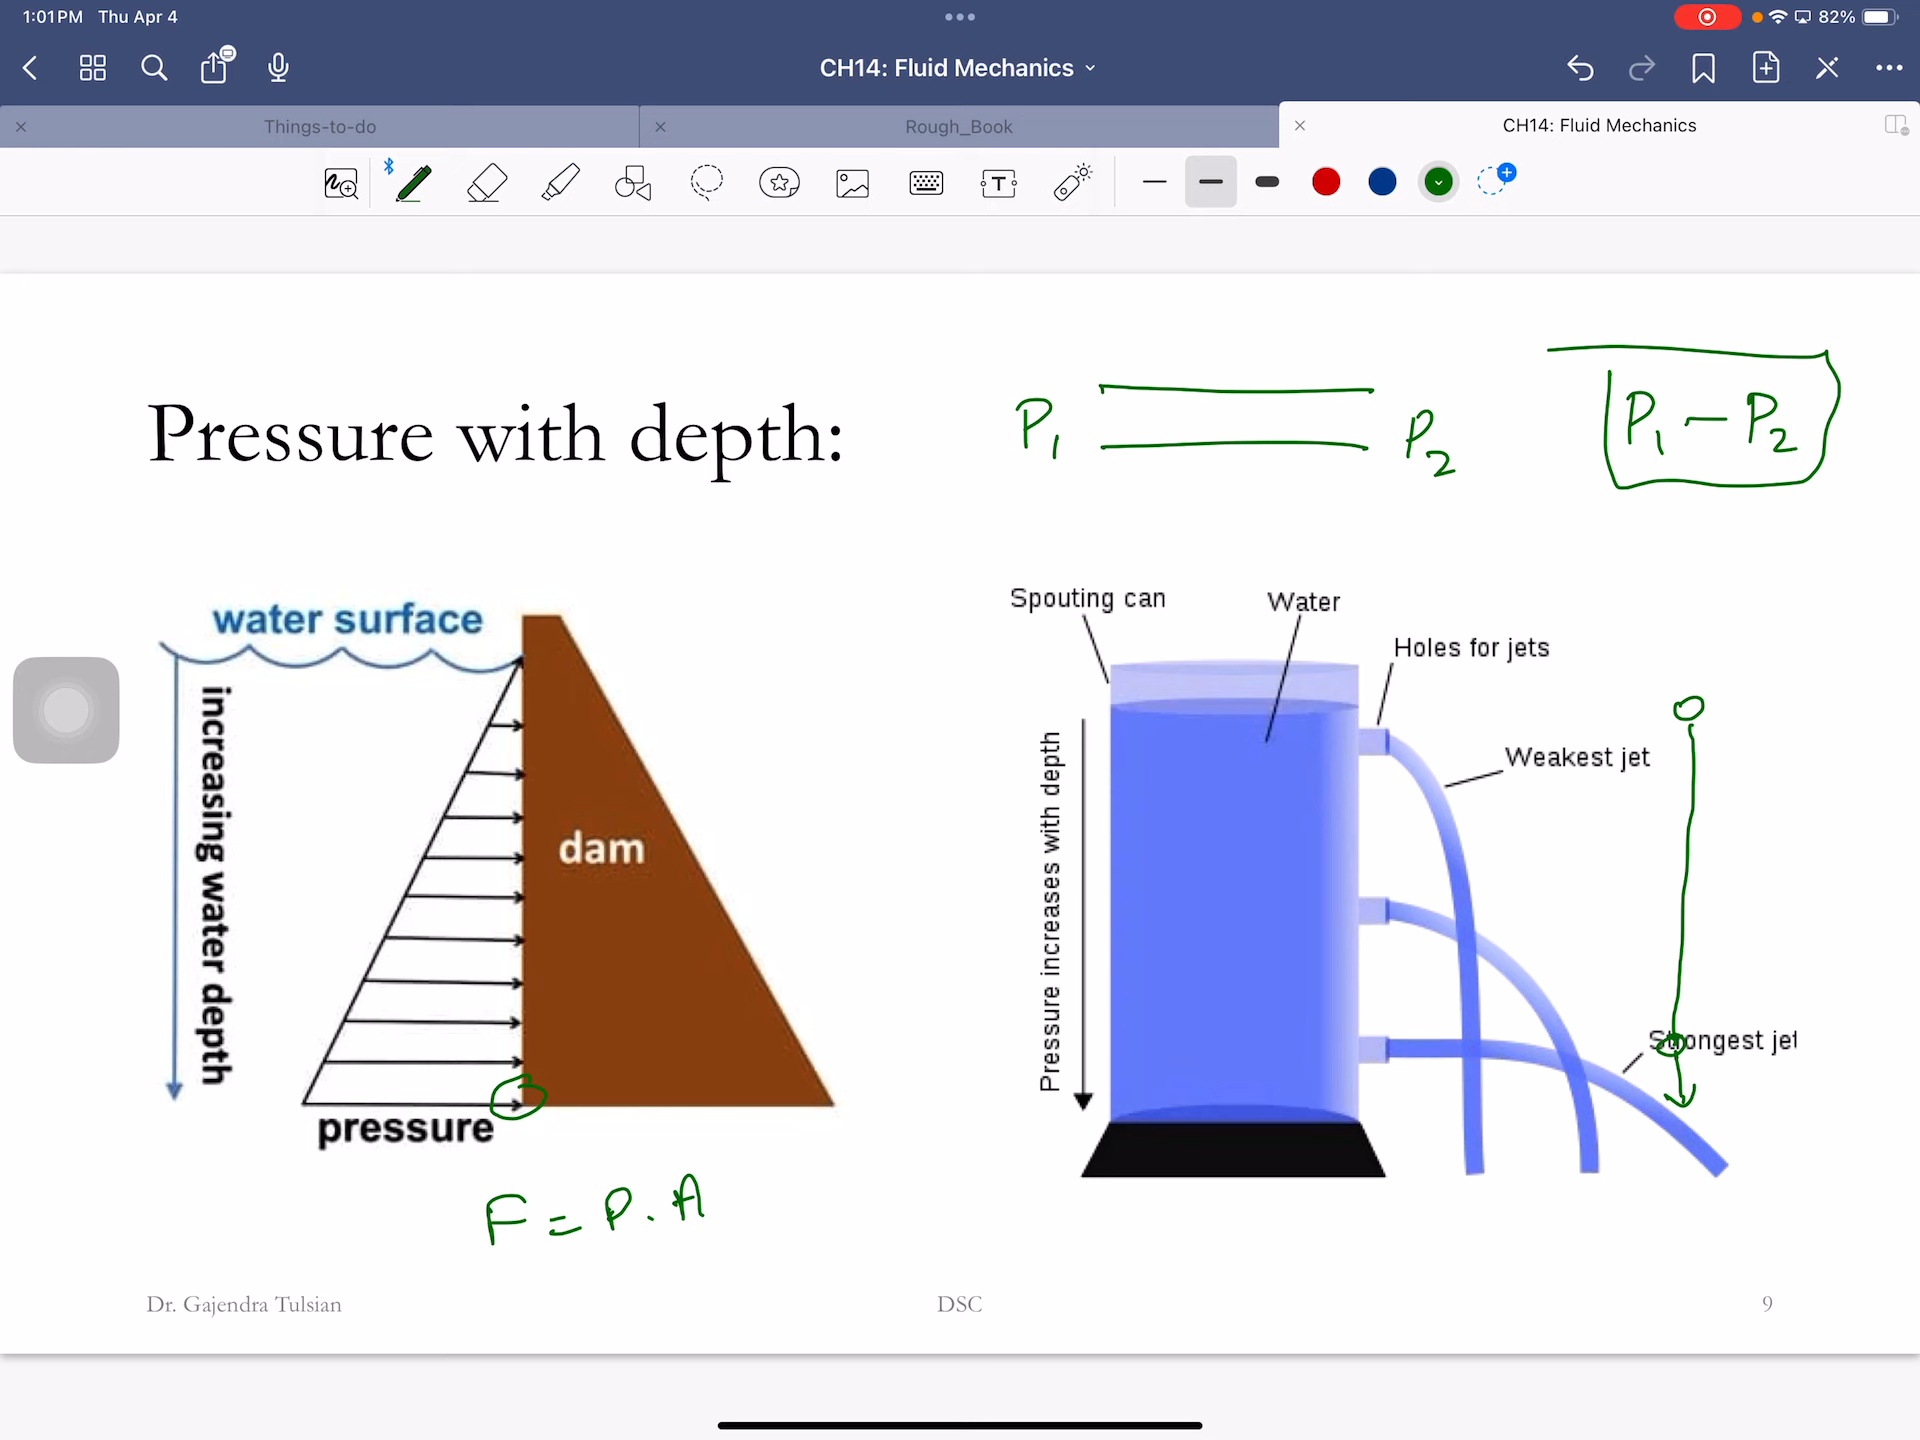 1:01PM Thu Apr 4
82%
CH14: Fluid Mechanics
Things-to-do
Rough_Book
CH14: Fluid Mechanics
T
Pressure with depth:
P₁
P₂
P₁ - P₂
water surface
increasing water depth
dam
pressure
F = P. A
Spouting can
Water
Holes for jets
Weakest jet
Pressure increases with depth
Strongest jet
Dr. Gajendra Tulsian
DSC
9